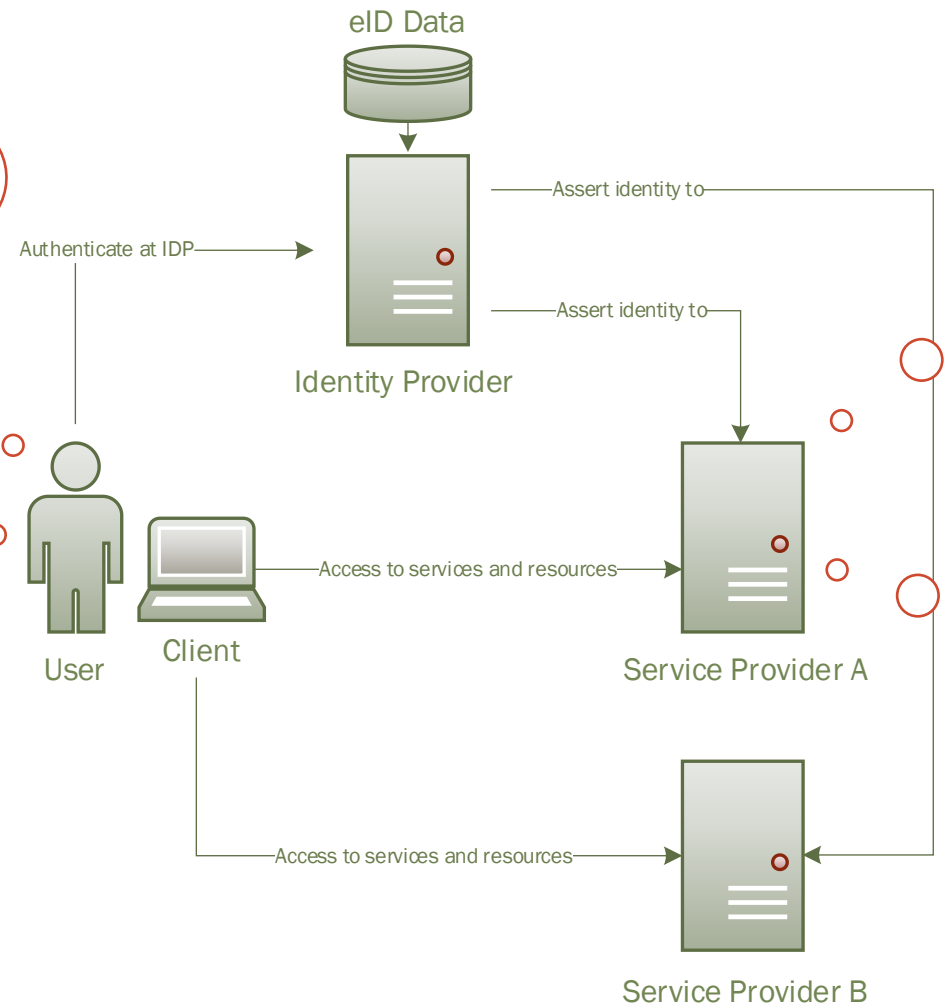 eID Data
Assert identity to
Authenticate at IDP
Assert identity to
Identity Provider
Access to services and resources
Client
User
Service Provider A
Access to services and resources
Service Provider B